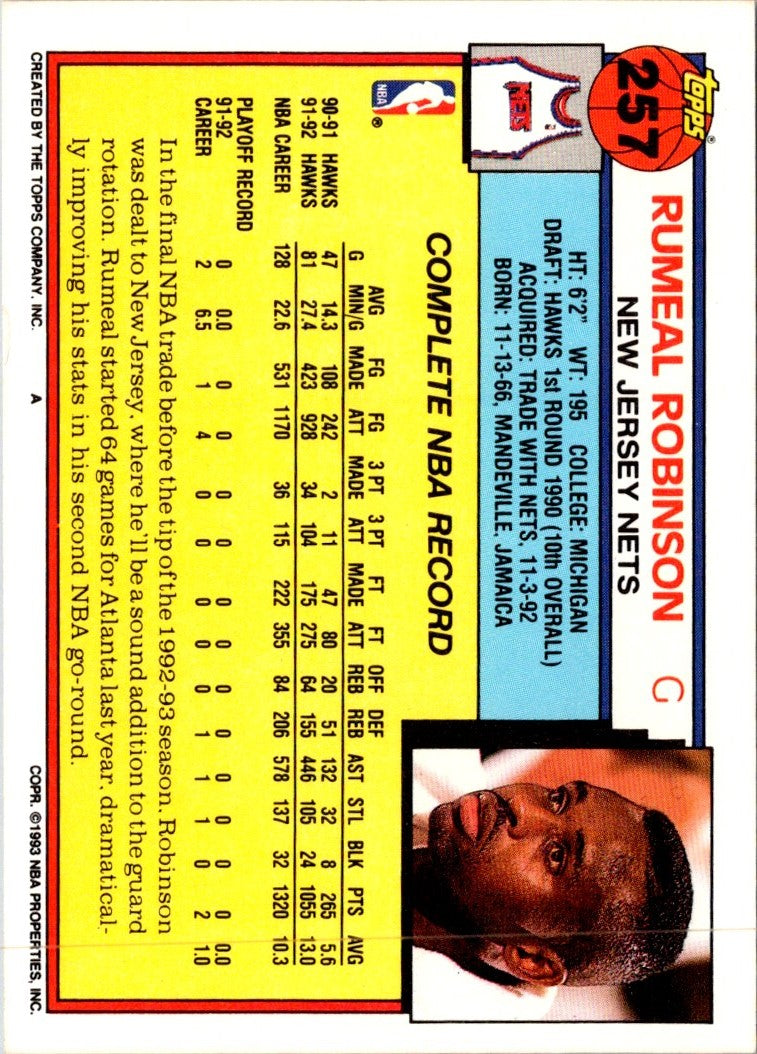 topps®
257
NETS
RUMEAL ROBINSON G
NEW JERSEY NETS
HT: 6'2" WT: 195 COLLEGE: MICHIGAN
DRAFT: HAWKS 1st ROUND 1990 (10th OVERALL)
ACQUIRED: TRADE WITH NETS, 11-3-92
BORN: 11-13-66, MANDEVILLE, JAMAICA
NBA ®
COMPLETE NBA RECORD
AVG FG FG 3 PT 3 PT FT FT OFF DEF
G MIN/G MADE ATT MADE ATT MADE ATT REB REB AST STL BLK PTS AVG
90-91 HAWKS 47 14.3 108 242 2 11 47 80 20 51 132 32 8 265 5.6
91-92 HAWKS 81 27.4 423 928 34 104 175 275 64 155 446 105 24 1055 13.0
NBA CAREER 128 22.6 531 1170 36 115 222 355 84 206 578 137 32 1320 10.3
PLAYOFF RECORD
91-92 0 0.0 0 0 0 0 0 0 0 0 0 0 0 0 0.0
CAREER 2 6.5 1 4 0 0 0 0 0 1 1 1 0 2 1.0
In the final NBA trade before the tip of the 1992-93 season, Robinson
was dealt to New Jersey, where he'll be a sound addition to the guard
rotation. Rumeal started 64 games for Atlanta last year, dramatical-
ly improving his stats in his second NBA go-round.
CREATED BY THE TOPPS COMPANY, INC. A COPR. ©1993 NBA PROPERTIES, INC.